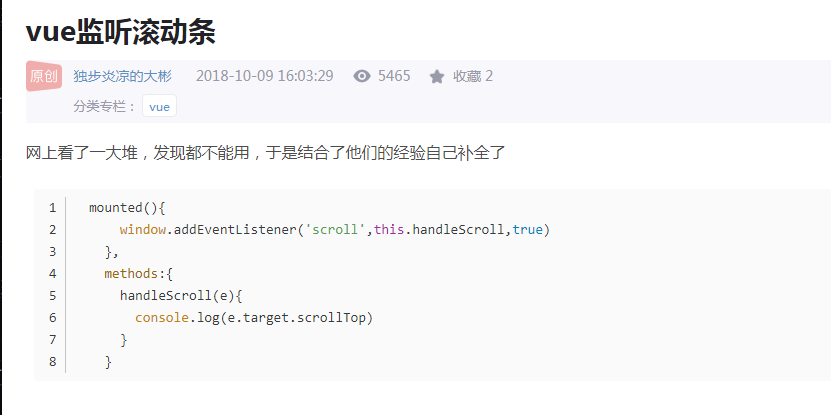 vue监听滚动条
原创 独步炎凉的大彬 2018-10-09 16:03:29 5465 收藏 2
分类专栏： vue
网上看了一大堆，发现都不能用，于是结合了他们的经验自己补全了
1 mounted(){
2 window.addEventListener('scroll',this.handleScroll,true)
3 },
4 methods:{
5 handleScroll(e){
6 console.log(e.target.scrollTop)
7 }
8 }